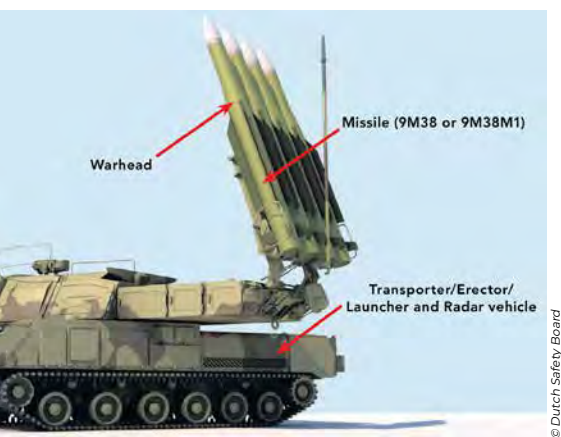 Missile (9M38 or 9M38M1)
Warhead
Transporter/Erector/
Launcher and Radar vehicle
© Dutch Safety Board